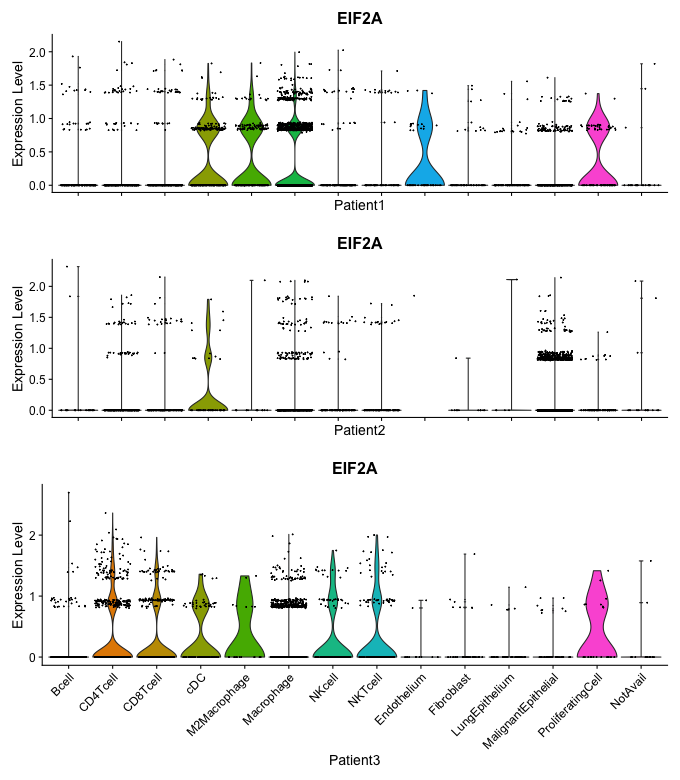 EIF2A
Expression Level
2.0
1.5
1.0
0.5
0.0
Patient1
EIF2A
Expression Level
2.0
1.5
1.0
0.5
0.0
Patient2
EIF2A
Expression Level
2
1
0
Bcell
CD4Tcell
CD8Tcell
cDC
M2Macrophage
Macrophage
NKcell
NKTcell
Endothelium
Fibroblast
LungEpithelium
MalignantEpithelial
ProliferatingCell
NotAvail
Patient3